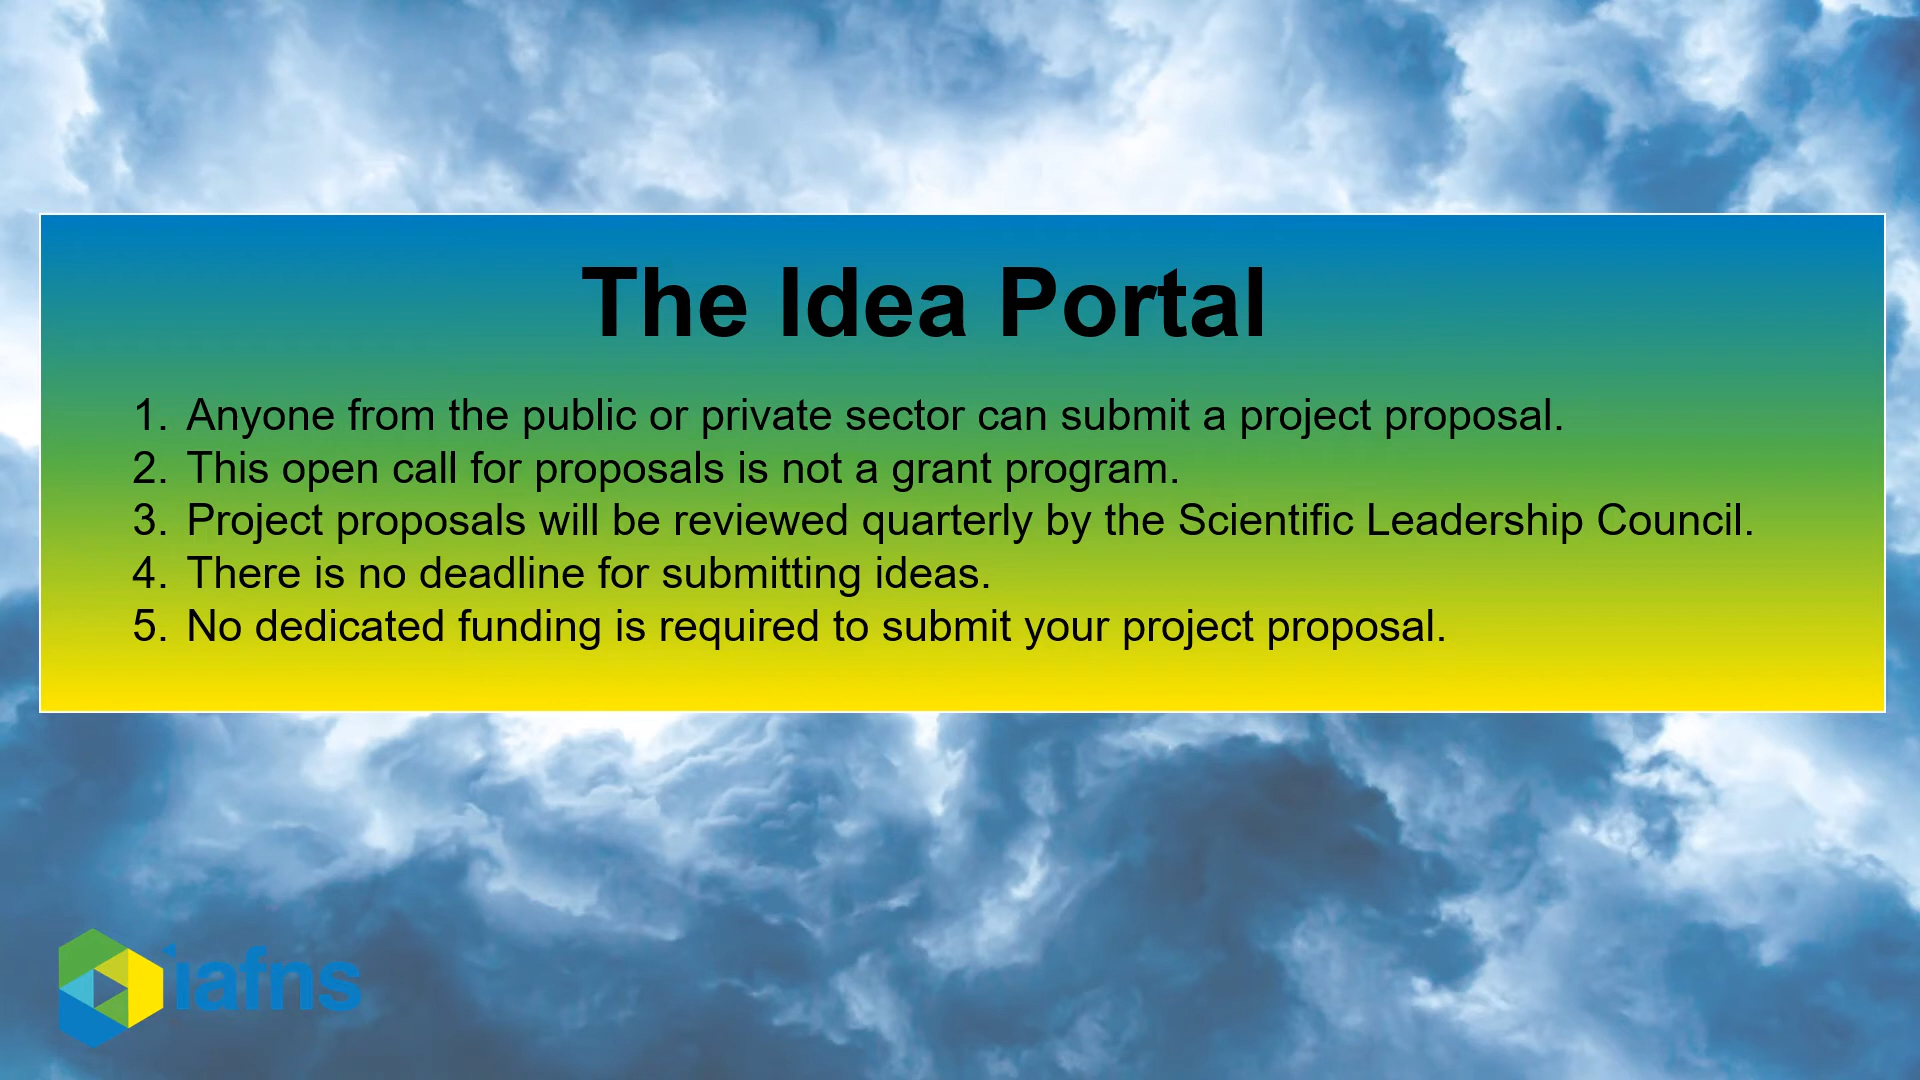 The Idea Portal
1. Anyone from the public or private sector can submit a project proposal.
2. This open call for proposals is not a grant program.
3. Project proposals will be reviewed quarterly by the Scientific Leadership Council.
4. There is no deadline for submitting ideas.
5. No dedicated funding is required to submit your project proposal.
iafns